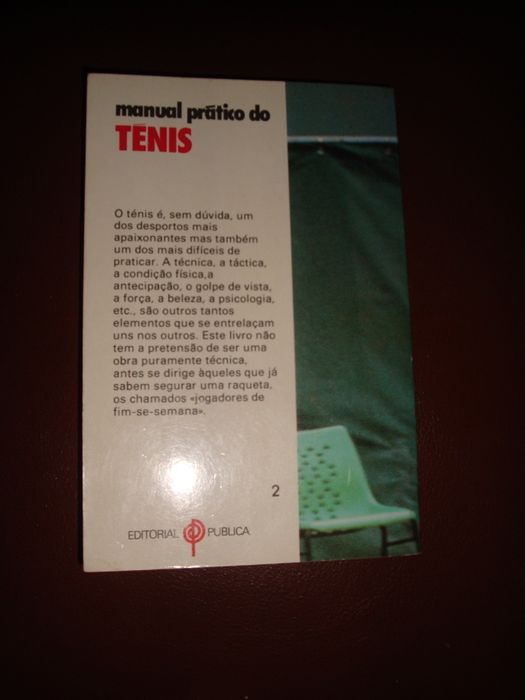 manual prático do
TÉNIS
O ténis é, sem dúvida, um
dos desportos mais
apaixonantes mas também
um dos mais difíceis de
praticar. A técnica, a táctica,
a condição física,a
antecipação, o golpe de vista,
a força, a beleza, a psicologia,
etc., são outros tantos
elementos que se entrelaçam
uns nos outros. Este livro não
tem a pretensão de ser uma
obra puramente técnica,
antes se dirige àqueles que já
sabem segurar uma raqueta,
os chamados «jogadores de
fim-se-semana».
2
EDITORIAL PUBLICA